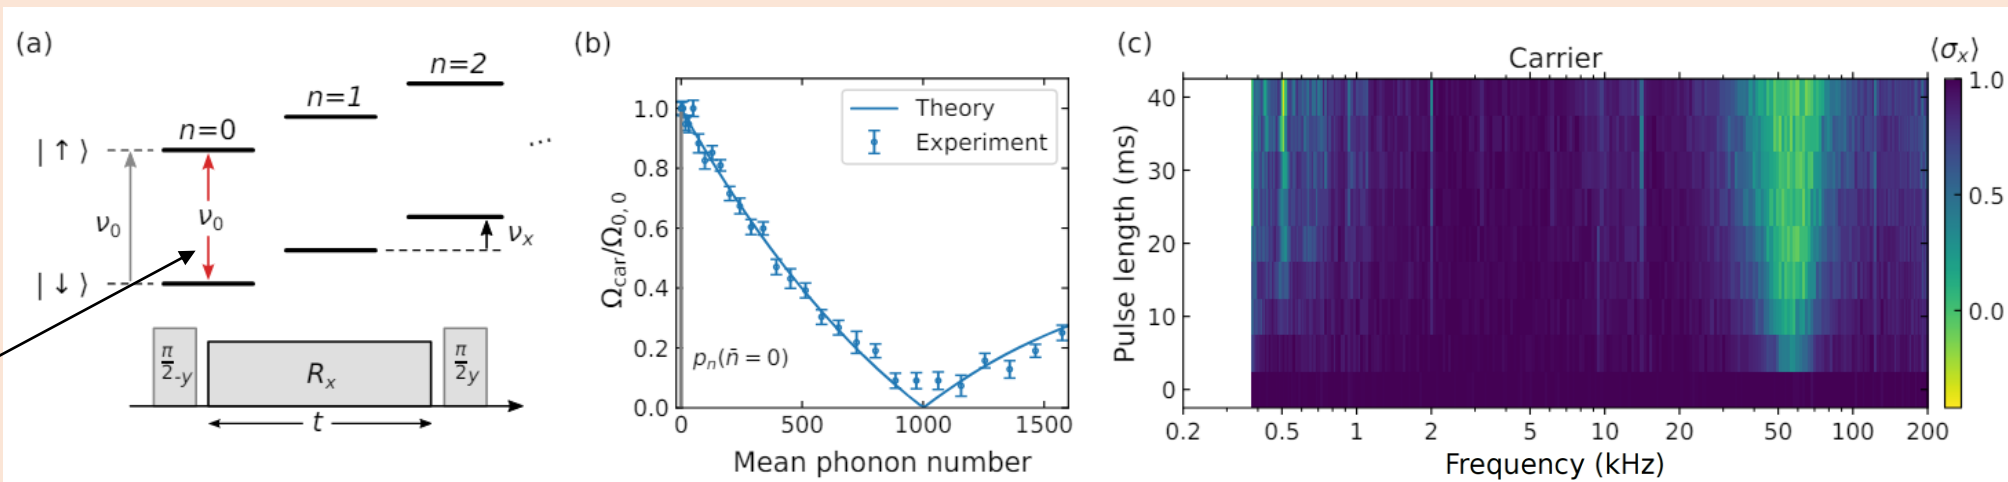 (a)
n=0
n=1
n=2
...
|↑⟩
|↓⟩
ν₀
ν₀
νₓ
π/2 -y
Rₓ
π/2 y
t
(b)
Ω_car/Ω_0,0
1.0
0.8
0.6
0.4
0.2
0.0
Theory
Experiment
pₙ(n̄ = 0)
0 500 1000 1500
Mean phonon number
(c)
Carrier
⟨σₓ⟩
Pulse length (ms)
40
30
20
10
0
0.2 0.5 1 2 5 10 20 50 100 200
Frequency (kHz)
1.0
0.5
0.0